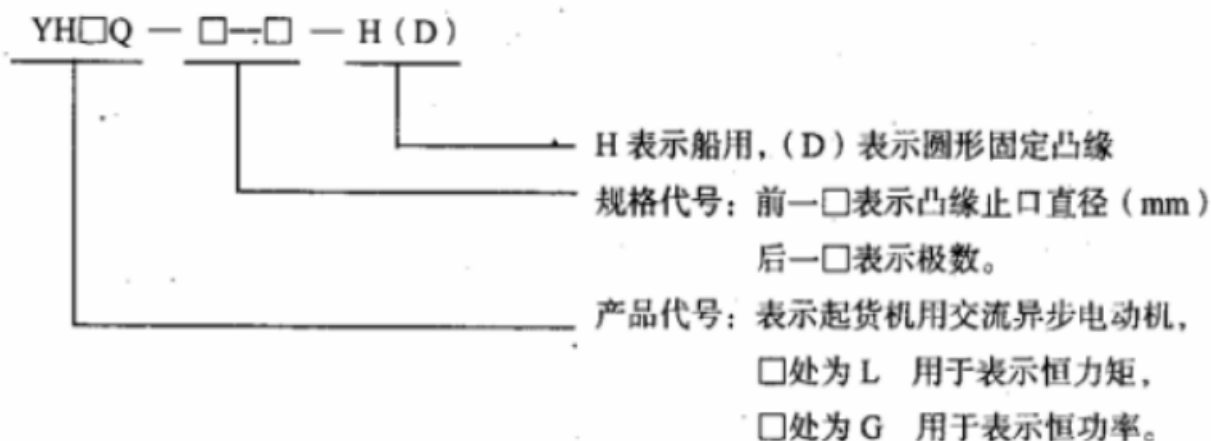 YH□Q — □--□ — H(D)
H 表示船用,(D)表示圆形固定凸缘
规格代号:前一□表示凸缘止口直径(mm)
后一□表示极数。
产品代号:表示起货机用交流异步电动机,
□处为 L 用于表示恒力矩,
□处为 G 用于表示恒功率。